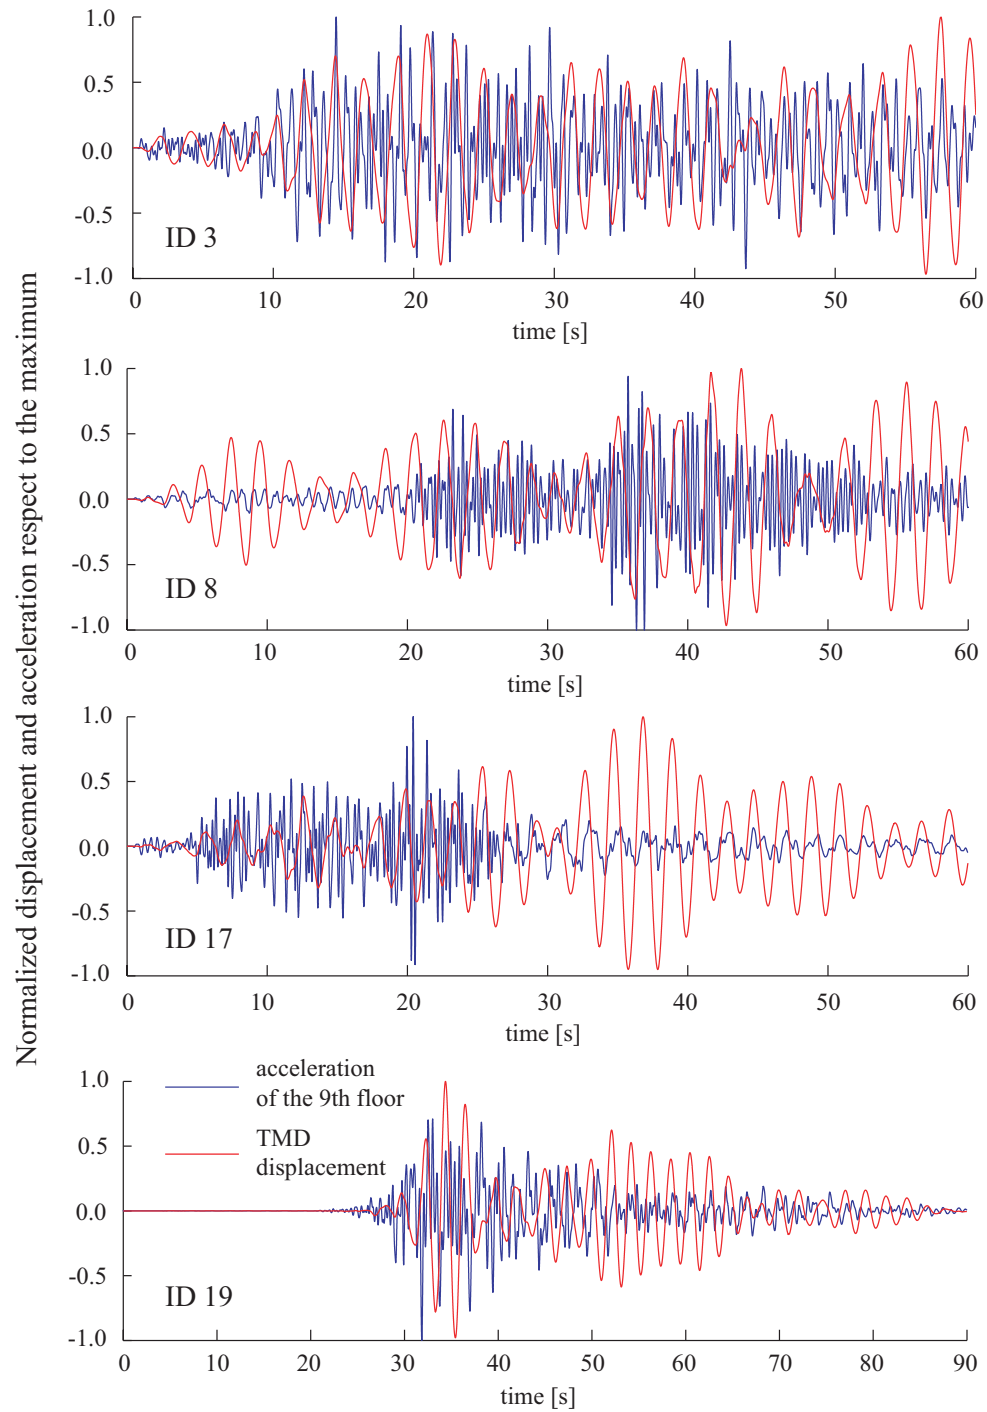 Normalized displacement and acceleration respect to the maximum
1.0
0.5
0.0
-0.5
-1.0
ID 3
0 10 20 30 40 50 60
time [s]
1.0
0.5
0.0
-0.5
-1.0
ID 8
0 10 20 30 40 50 60
time [s]
1.0
0.5
0.0
-0.5
-1.0
ID 17
0 10 20 30 40 50 60
time [s]
acceleration
of the 9th floor
TMD
displacement
1.0
0.5
0.0
-0.5
-1.0
ID 19
0 10 20 30 40 50 60 70 80 90
time [s]